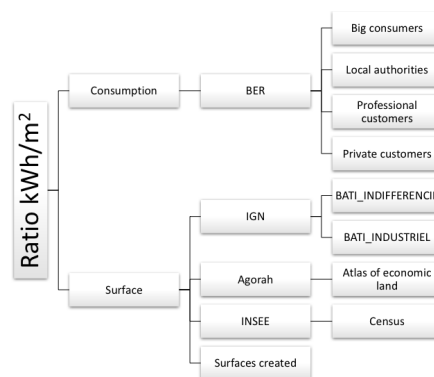 Ratio kWh/m²
Consumption
BER
Big consumers
Local authorities
Professional
customers
Private customers
Surface
IGN
BATI_INDIFFERENCIE
BATI_INDUSTRIEL
Agorah
Atlas of economic
land
INSEE
Census
Surfaces created